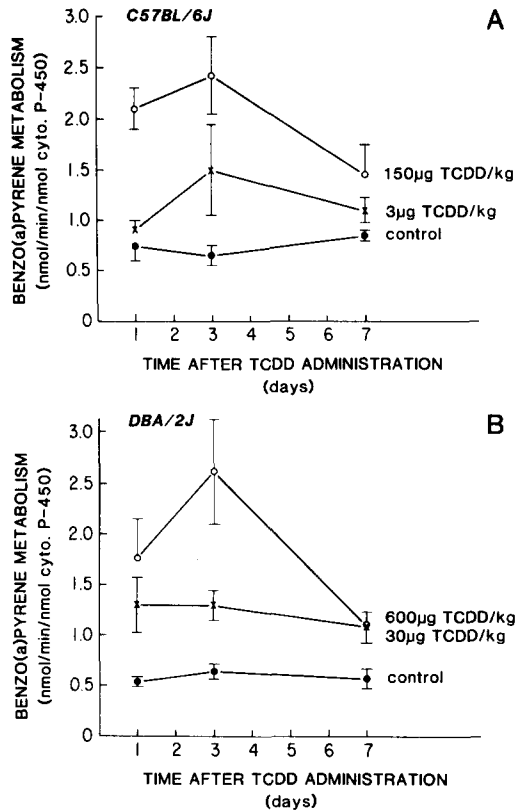 C57BL/6J
A
BENZO(a)PYRENE METABOLISM
(nmol/min/nmol cyto. P-450)
3.0
2.5
2.0
1.5
1.0
0.5
0
150µg TCDD/kg
3µg TCDD/kg
control
1 2 3 4 5 6 7
TIME AFTER TCDD ADMINISTRATION
(days)
DBA/2J
B
BENZO(a)PYRENE METABOLISM
(nmol/min/nmol cyto. P-450)
3.0
2.5
2.0
1.5
1.0
0.5
0
600µg TCDD/kg
30µg TCDD/kg
control
1 2 3 4 5 6 7
TIME AFTER TCDD ADMINISTRATION
(days)